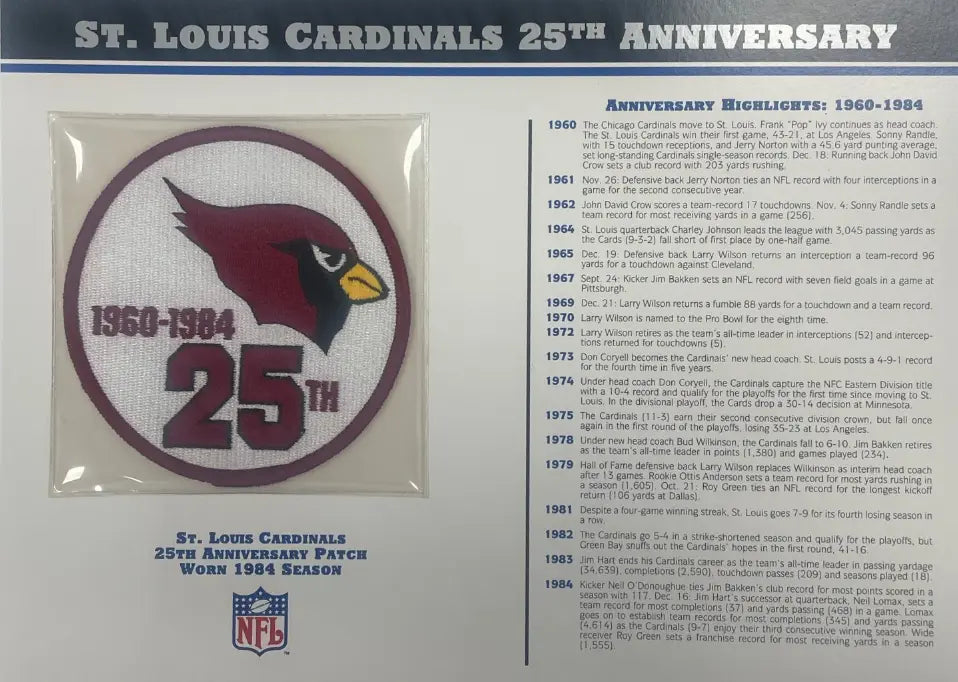 ST. LOUIS CARDINALS 25TH ANNIVERSARY
1960-1984
25TH
ST. LOUIS CARDINALS
25TH ANNIVERSARY PATCH
WORN 1984 SEASON
NFL
ANNIVERSARY HIGHLIGHTS: 1960-1984
1960 The Chicago Cardinals move to St. Louis. Frank "Pop" Ivy continues as head coach.
The St. Louis Cardinals win their first game, 43-21, at Los Angeles. Sonny Randle,
with 15 touchdown receptions, and Jerry Norton with a 45.6 yard punting average,
set long-standing Cardinals single-season records. Dec. 18: Running back John David
Crow sets a club record with 203 yards rushing.
1961 Nov. 26: Defensive back Jerry Norton ties an NFL record with four interceptions in a
game for the second consecutive year.
1962 John David Crow scores a team-record 17 touchdowns. Nov. 4: Sonny Randle sets a
team record for most receiving yards in a game (256).
1964 St. Louis quarterback Charley Johnson leads the league with 3,045 passing yards as
the Cards (9-3-2) fall short of first place by one-half game.
1965 Dec. 19: Defensive back Larry Wilson returns an interception a team-record 96
yards for a touchdown against Cleveland.
1967 Sept. 24: Kicker Jim Bakken sets an NFL record with seven field goals in a game at
Pittsburgh.
1969 Dec. 21: Larry Wilson returns a fumble 88 yards for a touchdown and a team record.
1970 Larry Wilson is named to the Pro Bowl for the eighth time.
1972 Larry Wilson retires as the team's all-time leader in interceptions (52) and intercep-
tions returned for touchdowns (5).
1973 Don Coryell becomes the Cardinals' new head coach. St. Louis posts a 4-9-1 record
for the fourth time in five years.
1974 Under head coach Don Coryell, the Cardinals capture the NFC Eastern Division title
with a 10-4 record and qualify for the playoffs for the first time since moving to St.
Louis. In the divisional playoff, the Cards drop a 30-14 decision at Minnesota.
1975 The Cardinals (11-3) earn their second consecutive division crown, but fall once
again in the first round of the playoffs, losing 35-23 at Los Angeles.
1978 Under new head coach Bud Wilkinson, the Cardinals fall to 6-10. Jim Bakken retires
as the team's all-time leader in points (1,380) and games played (234).
1979 Hall of Fame defensive back Larry Wilson replaces Wilkinson as interim head coach
after 13 games. Rookie Ottis Anderson sets a team record for most yards rushing in
a season (1,605). Oct. 21: Roy Green ties an NFL record for the longest kickoff
return (106 yards at Dallas).
1981 Despite a four-game winning streak, St. Louis goes 7-9 for its fourth losing season in
a row.
1982 The Cardinals go 5-4 in a strike-shortened season and qualify for the playoffs, but
Green Bay snuffs out the Cardinals' hopes in the first round, 41-16.
1983 Jim Hart ends his Cardinals career as the team's all-time leader in passing yardage
(34,639), completions (2,590), touchdown passes (209) and seasons played (18).
1984 Kicker Neil O'Donoughue ties Jim Bakken's club record for most points scored in a
season with 117. Dec. 16: Jim Hart's successor at quarterback, Neil Lomax, sets a
team record for most completions (37) and yards passing (468) in a game. Lomax
goes on to establish team records for most completions (345) and yards passing
(4,614) as the Cardinals (9-7) enjoy their third consecutive winning season. Wide
receiver Roy Green sets a franchise record for most receiving yards in a season
(1,555).